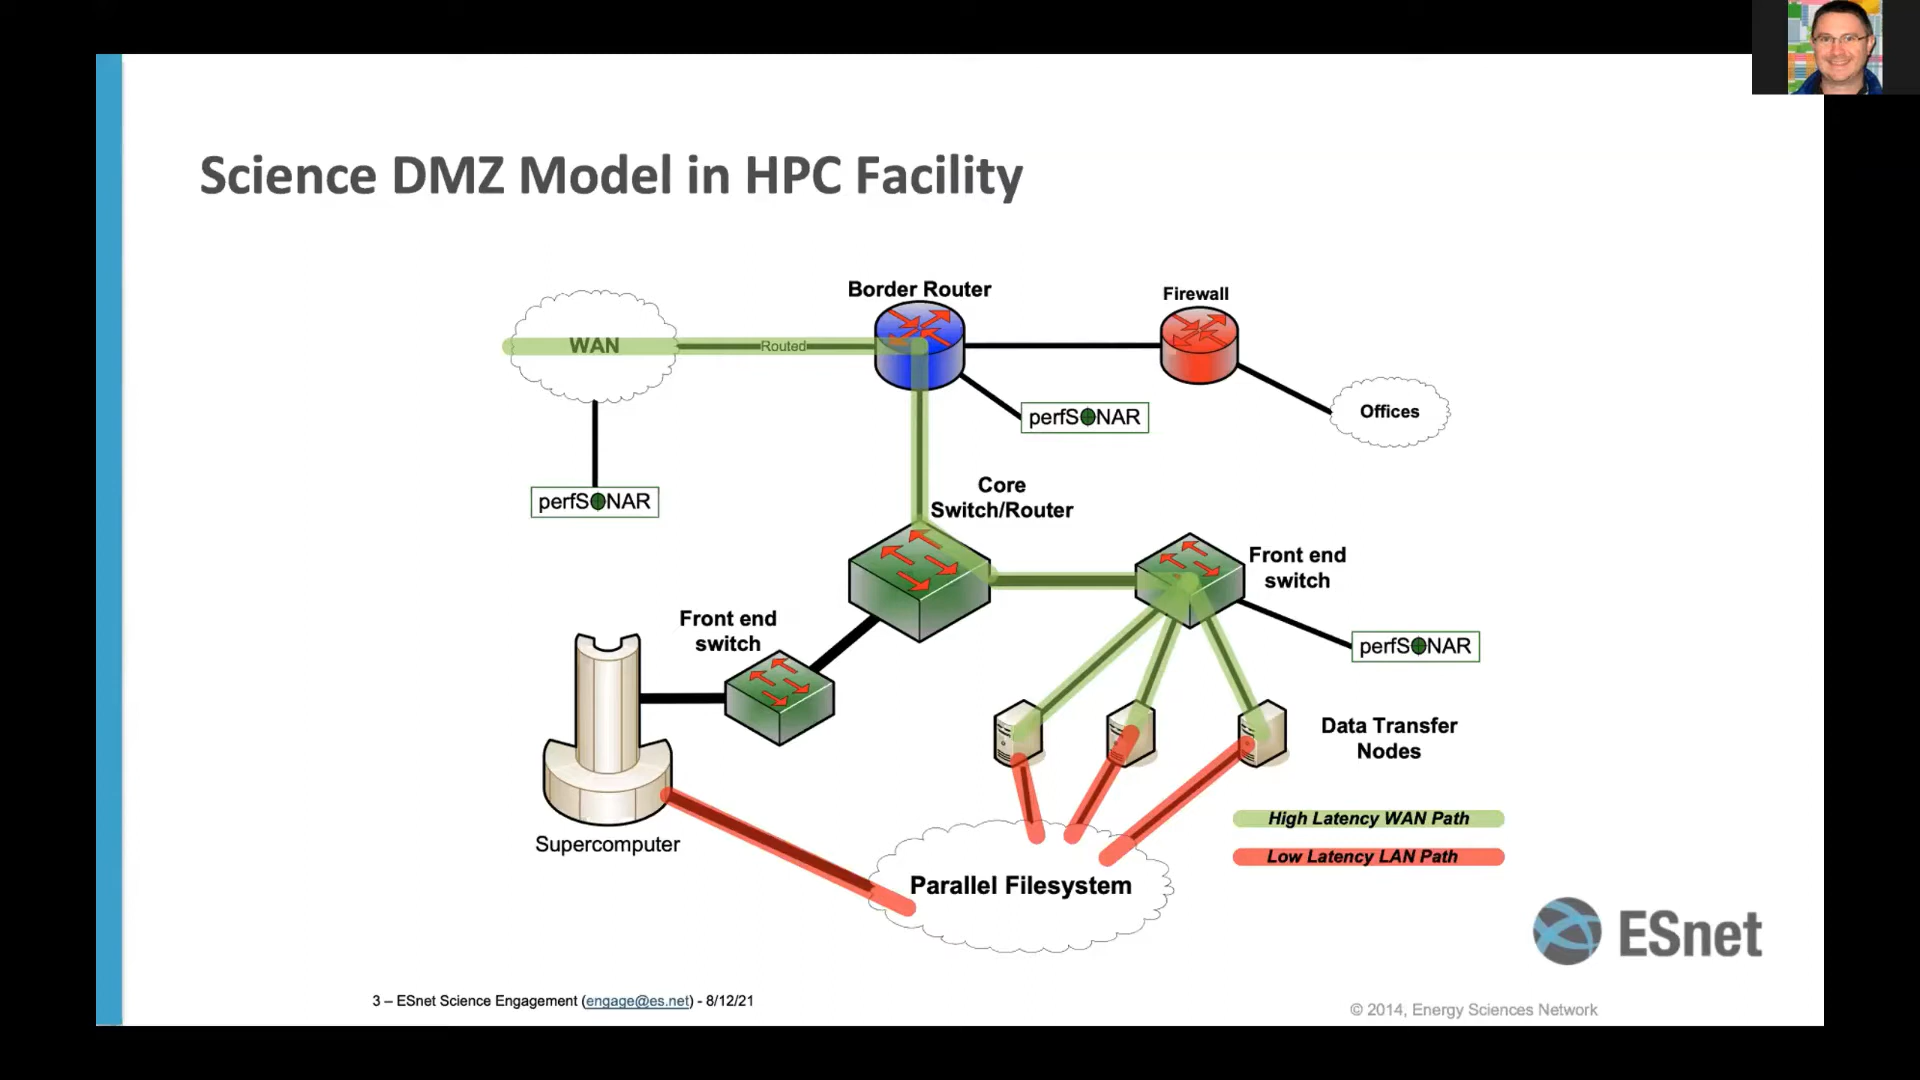 Science DMZ Model in HPC Facility
Border Router
Firewall
WAN
Routed
Offices
perfSONAR
perfSONAR
Core
Switch/Router
Front end
switch
Front end
switch
perfSONAR
Data Transfer
Nodes
High Latency WAN Path
Supercomputer
Low Latency LAN Path
Parallel Filesystem
ESnet
3 – ESnet Science Engagement (engage@es.net) - 8/12/21
© 2014, Energy Sciences Network